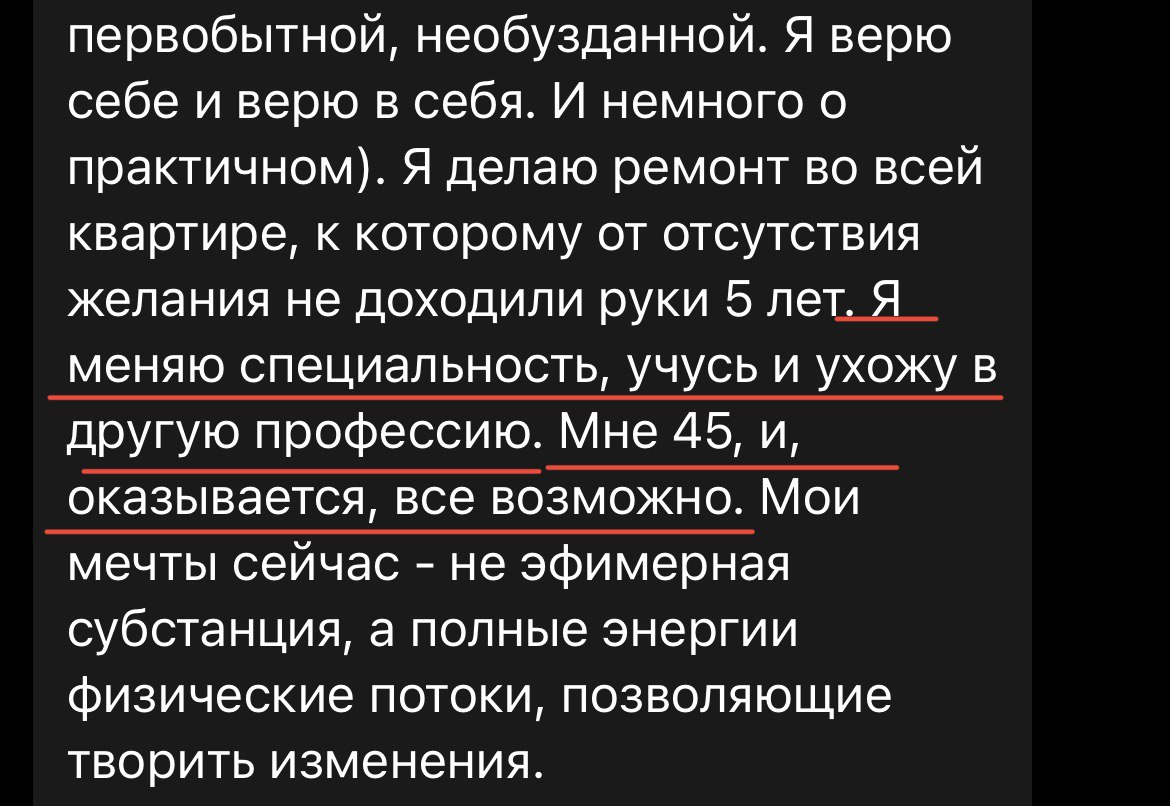 первобытной, необузданной. Я верю
себе и верю в себя. И немного о
практичном). Я делаю ремонт во всей
квартире, к которому от отсутствия
желания не доходили руки 5 лет. Я
меняю специальность, учусь и ухожу в
другую профессию. Мне 45, и,
оказывается, все возможно. Мои
мечты сейчас - не эфимерная
субстанция, а полные энергии
физические потоки, позволяющие
творить изменения.